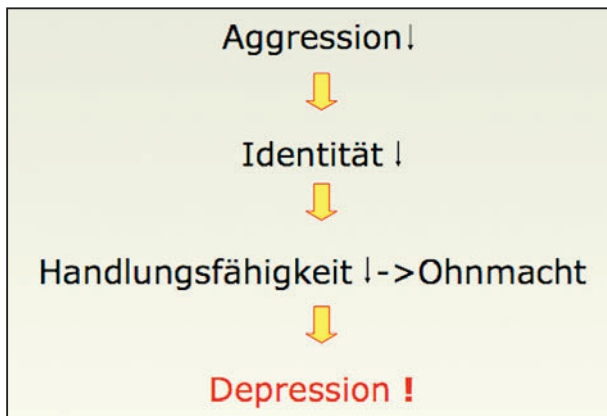 Aggression↓
Identität ↓
Handlungsfähigkeit ↓->Ohnmacht
Depression !